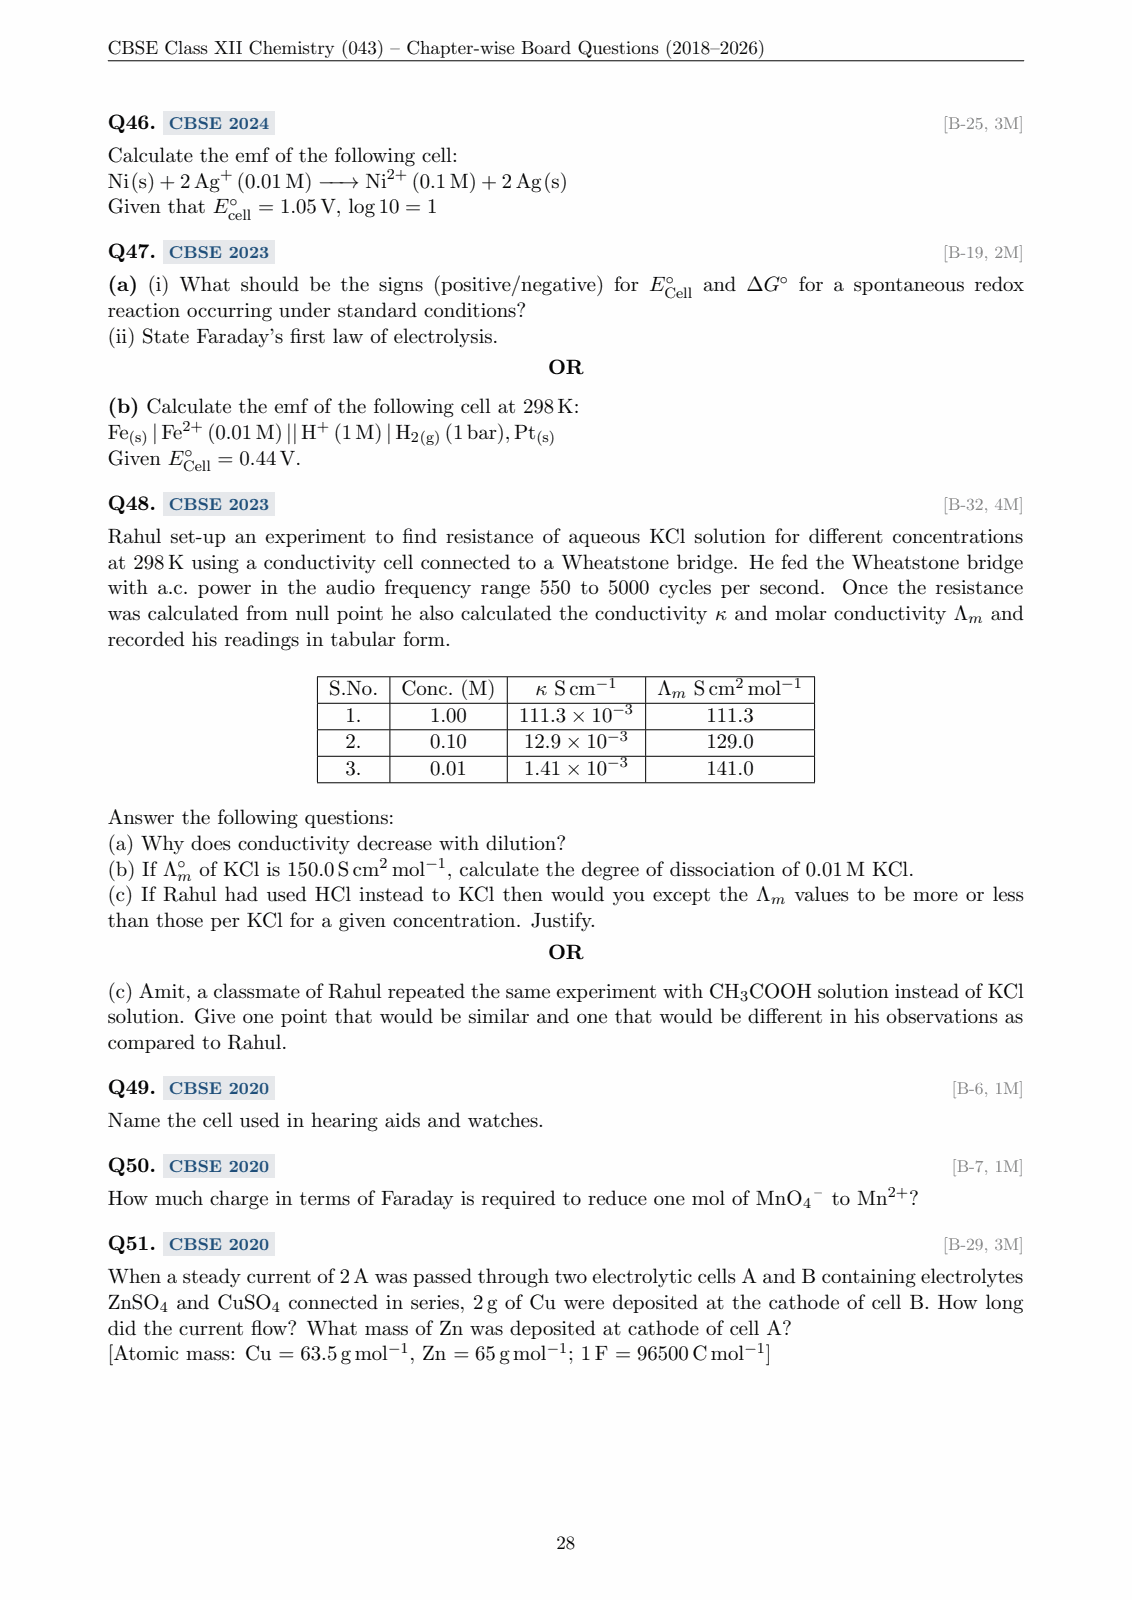 CBSE Class XII Chemistry (043) – Chapter-wise Board Questions (2018–2026)
Q46. CBSE 2024 [B-25, 3M]
Calculate the emf of the following cell:
Ni(s) + 2 Ag⁺ (0.01 M) ⟶ Ni²⁺ (0.1 M) + 2 Ag(s)
Given that E°cell = 1.05 V, log 10 = 1
Q47. CBSE 2023 [B-19, 2M]
(a) (i) What should be the signs (positive/negative) for E°Cell and ΔG° for a spontaneous redox
reaction occurring under standard conditions?
(ii) State Faraday's first law of electrolysis.
OR
(b) Calculate the emf of the following cell at 298 K:
Fe(s) | Fe²⁺ (0.01 M) || H⁺ (1 M) | H₂(g) (1 bar), Pt(s)
Given E°Cell = 0.44 V.
Q48. CBSE 2023 [B-32, 4M]
Rahul set-up an experiment to find resistance of aqueous KCl solution for different concentrations
at 298 K using a conductivity cell connected to a Wheatstone bridge. He fed the Wheatstone bridge
with a.c. power in the audio frequency range 550 to 5000 cycles per second. Once the resistance
was calculated from null point he also calculated the conductivity κ and molar conductivity Λm and
recorded his readings in tabular form.
S.No. Conc. (M) κ S cm⁻¹ Λm S cm² mol⁻¹
1. 1.00 111.3 × 10⁻³ 111.3
2. 0.10 12.9 × 10⁻³ 129.0
3. 0.01 1.41 × 10⁻³ 141.0
Answer the following questions:
(a) Why does conductivity decrease with dilution?
(b) If Λ°m of KCl is 150.0 S cm² mol⁻¹, calculate the degree of dissociation of 0.01 M KCl.
(c) If Rahul had used HCl instead to KCl then would you except the Λm values to be more or less
than those per KCl for a given concentration. Justify.
OR
(c) Amit, a classmate of Rahul repeated the same experiment with CH₃COOH solution instead of KCl
solution. Give one point that would be similar and one that would be different in his observations as
compared to Rahul.
Q49. CBSE 2020 [B-6, 1M]
Name the cell used in hearing aids and watches.
Q50. CBSE 2020 [B-7, 1M]
How much charge in terms of Faraday is required to reduce one mol of MnO₄⁻ to Mn²⁺?
Q51. CBSE 2020 [B-29, 3M]
When a steady current of 2 A was passed through two electrolytic cells A and B containing electrolytes
ZnSO₄ and CuSO₄ connected in series, 2 g of Cu were deposited at the cathode of cell B. How long
did the current flow? What mass of Zn was deposited at cathode of cell A?
[Atomic mass: Cu = 63.5 g mol⁻¹, Zn = 65 g mol⁻¹; 1 F = 96500 C mol⁻¹]
28